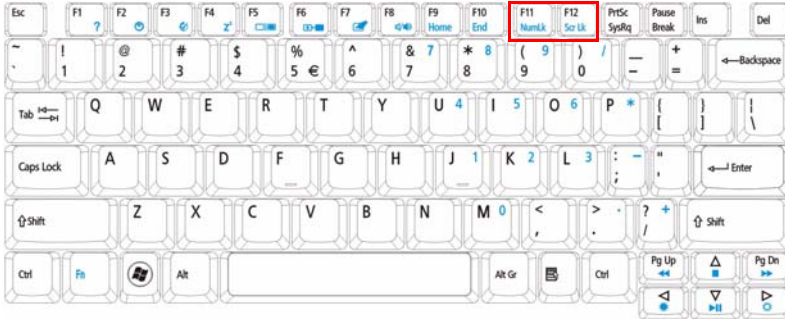 Esc F1 ? F2 F3 F4 zᶻ F5 F6 F7 F8 F9 Home F10 End F11 NumLk F12 Scr Lk PrtSc SysRq Pause Break Ins Del
~ ` ! 1 @ 2 # 3 $ 4 % 5 € ^ 6 & 7 7 * 8 8 ( 9 9 ) / 0 _ - + = Backspace
Tab Q W E R T Y U 4 I 5 O 6 P * { [ } ] ¦ \
Caps Lock A S D F G H J 1 K 2 L 3 : - ; " ' Enter
Shift Z X C V B N M 0 < , > . . ? + / Shift
Ctrl Fn Alt Alt Gr Ctrl Pg Up Pg Dn